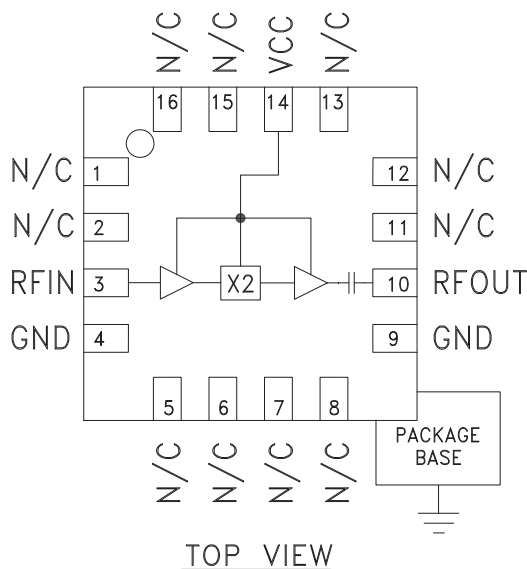 N/C N/C VCC N/C
16 15 14 13
N/C 1 12 N/C
N/C 2 11 N/C
RFIN 3 X2 10 RFOUT
GND 4 9 GND
5 6 7 8
N/C N/C N/C N/C
PACKAGE
BASE
TOP VIEW